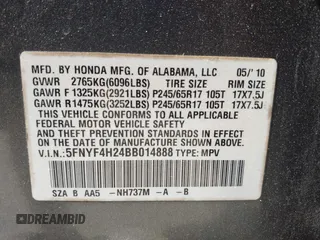 MFD. BY HONDA MFG. OF ALABAMA, LLC 05/'10
GVWR 2765KG(6096LBS) TIRE SIZE RIM SIZE
GAWR F 1325KG(2921LBS) P245/65R17 105T 17X7.5J
GAWR R1475KG(3252LBS) P245/65R17 105T 17X7.5J
THIS VEHICLE CONFORMS TO ALL APPLICABLE
FEDERAL MOTOR VEHICLE SAFETY AND THEFT
PREVENTION STANDARDS IN EFFECT ON THE DATE
OF MANUFACTURE SHOWN ABOVE.
V.I.N.: 5FNYF4H24BB014888 TYPE: MPV
SZA B AA5 -NH737M -A -B
AutoBidMaster